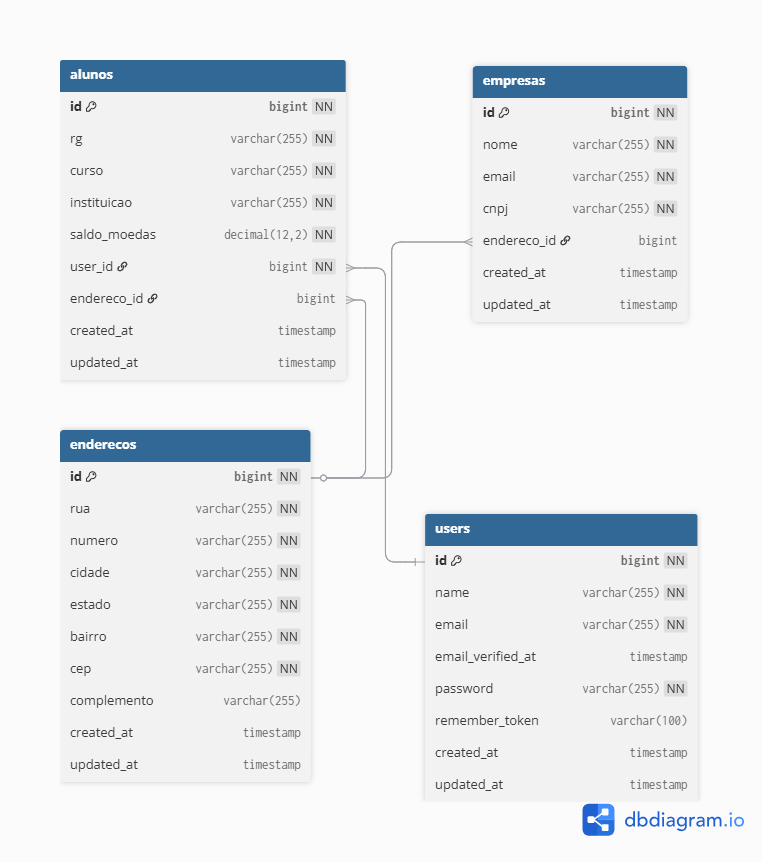 alunos
id bigint NN
rg varchar(255) NN
curso varchar(255) NN
instituicao varchar(255) NN
saldo_moedas decimal(12,2) NN
user_id bigint NN
endereco_id bigint
created_at timestamp
updated_at timestamp
empresas
id bigint NN
nome varchar(255) NN
email varchar(255) NN
cnpj varchar(255) NN
endereco_id bigint
created_at timestamp
updated_at timestamp
enderecos
id bigint NN
rua varchar(255) NN
numero varchar(255) NN
cidade varchar(255) NN
estado varchar(255) NN
bairro varchar(255) NN
cep varchar(255) NN
complemento varchar(255)
created_at timestamp
updated_at timestamp
users
id bigint NN
name varchar(255) NN
email varchar(255) NN
email_verified_at timestamp
password varchar(255) NN
remember_token varchar(100)
created_at timestamp
updated_at timestamp
dbdiagram.io